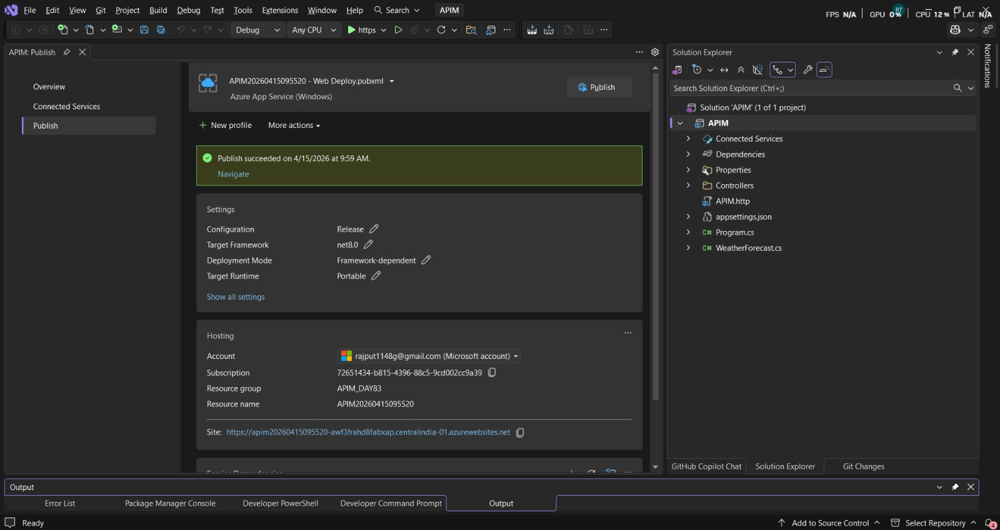 File Edit View Git Project Build Debug Test Tools Extensions Window Help Search APIM
FPS N/A GPU 0% RT CPU 12% LAT N/A
Debug Any CPU https
APIM: Publish
Overview
Connected Services
Publish
APIM20260415095520 - Web Deploy.pubxml
Azure App Service (Windows)
Publish
New profile More actions
Publish succeeded on 4/15/2026 at 9:59 AM.
Navigate
Settings
Configuration Release
Target Framework net8.0
Deployment Mode Framework-dependent
Target Runtime Portable
Show all settings
Hosting
Account rajput1148g@gmail.com (Microsoft account)
Subscription 72651434-b815-4396-88c5-9cd002cc9a39
Resource group APIM_DAY83
Resource name APIM20260415095520
Site: https://apim20260415095520-awf3frahd8fabxap.centralindia-01.azurewebsites.net
Service Dependencies
Solution Explorer
Search Solution Explorer (Ctrl+;)
Solution 'APIM' (1 of 1 project)
APIM
Connected Services
Dependencies
Properties
Controllers
APIM.http
appsettings.json
C# Program.cs
C# WeatherForecast.cs
GitHub Copilot Chat Solution Explorer Git Changes
Notifications
Output
Error List Package Manager Console Developer PowerShell Developer Command Prompt Output
Ready
Add to Source Control Select Repository 4